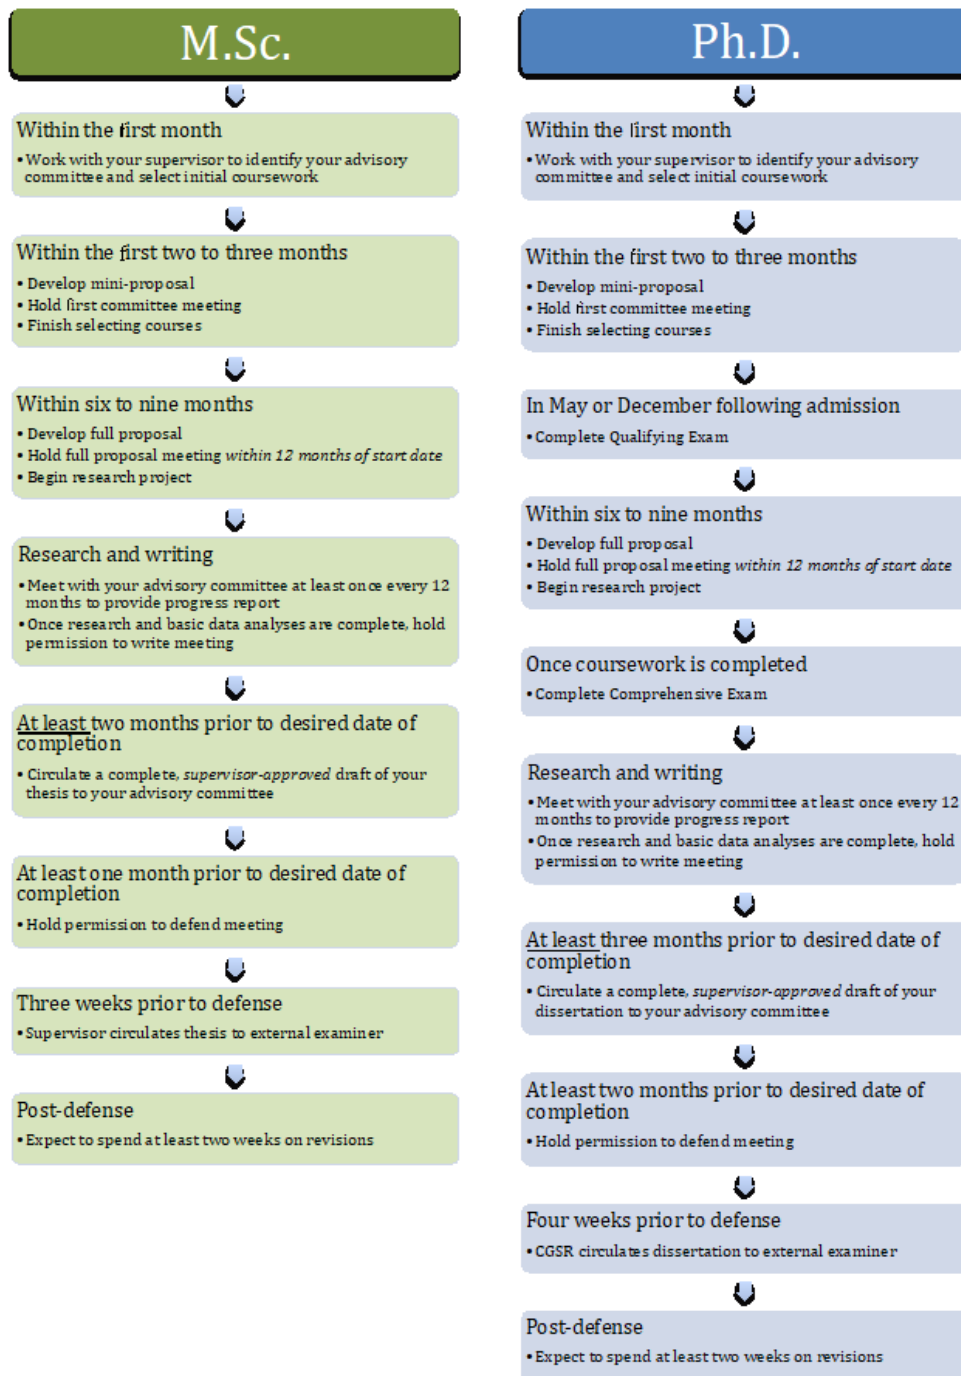 M.Sc.
Within the first month
• Work with your supervisor to identify your advisory
committee and select initial coursework
Within the first two to three months
• Develop mini-proposal
• Hold first committee meeting
• Finish selecting courses
Within six to nine months
• Develop full proposal
• Hold full proposal meeting within 12 months of start date
• Begin research project
Research and writing
• Meet with your advisory committee at least once every 12
months to provide progress report
• Once research and basic data analyses are complete, hold
permission to write meeting
At least two months prior to desired date of
completion
• Circulate a complete, supervisor-approved draft of your
thesis to your advisory committee
At least one month prior to desired date of
completion
• Hold permission to defend meeting
Three weeks prior to defense
• Supervisor circulates thesis to external examiner
Post-defense
• Expect to spend at least two weeks on revisions
Ph.D.
Within the first month
• Work with your supervisor to identify your advisory
committee and select initial coursework
Within the first two to three months
• Develop mini-proposal
• Hold first committee meeting
• Finish selecting courses
In May or December following admission
• Complete Qualifying Exam
Within six to nine months
• Develop full proposal
• Hold full proposal meeting within 12 months of start date
• Begin research project
Once coursework is completed
• Complete Comprehensive Exam
Research and writing
• Meet with your advisory committee at least once every 12
months to provide progress report
• Once research and basic data analyses are complete, hold
permission to write meeting
At least three months prior to desired date of
completion
• Circulate a complete, supervisor-approved draft of your
dissertation to your advisory committee
At least two months prior to desired date of
completion
• Hold permission to defend meeting
Four weeks prior to defense
• CGSR circulates dissertation to external examiner
Post-defense
• Expect to spend at least two weeks on revisions